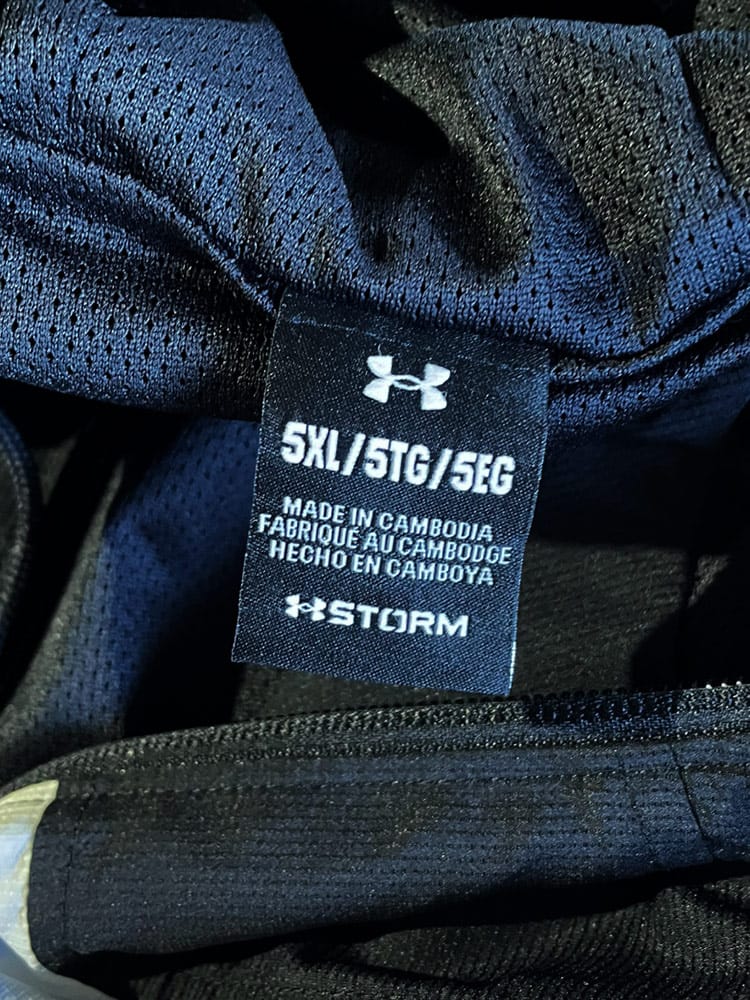 5XL/5TG/5EG
MADE IN CAMBODIA
FABRIQUÉ AU CAMBODGE
HECHO EN CAMBOYA
STORM